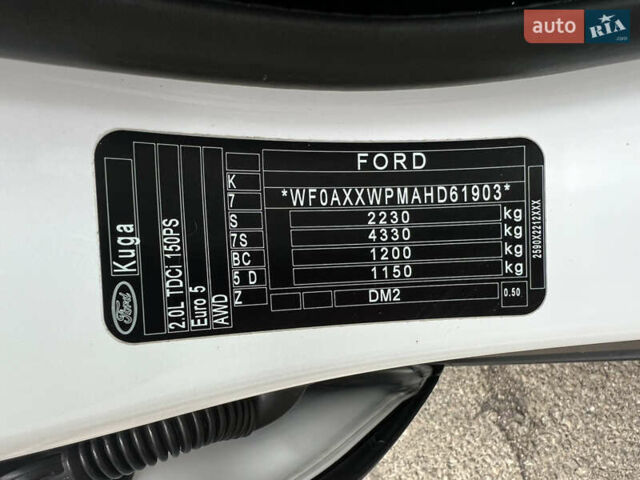 auto RIA .com
FORD
*WF0AXXWPMAHD61903*
2230 kg
4330 kg
1200 kg
1150 kg
DM2
0.50
2590X2212XXX
K
7
S
7S
BC
5 D
Z
Ford
Kuga
2.0L TDCi 150PS
Euro 5
AWD